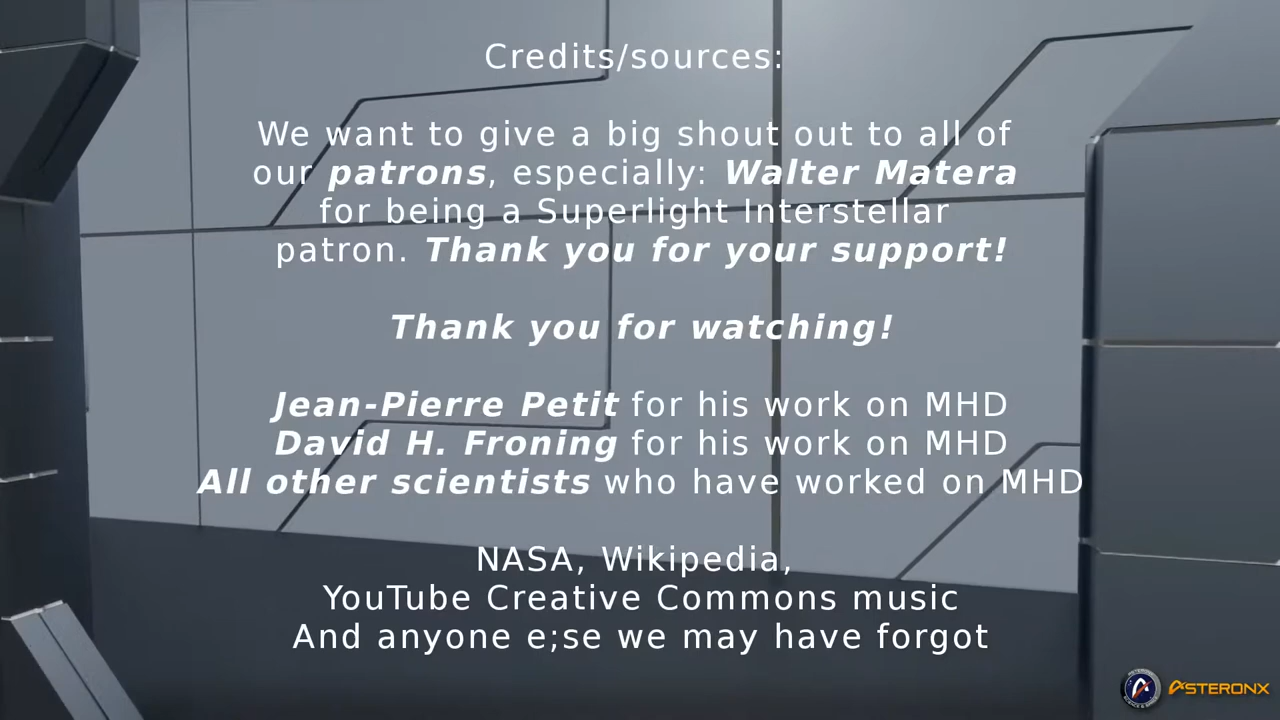 Credits/sources:
We want to give a big shout out to all of
our patrons, especially: Walter Matera
for being a Superlight Interstellar
patron. Thank you for your support!
Thank you for watching!
Jean-Pierre Petit for his work on MHD
David H. Froning for his work on MHD
All other scientists who have worked on MHD
NASA, Wikipedia,
YouTube Creative Commons music
And anyone e;se we may have forgot
ASTERONX